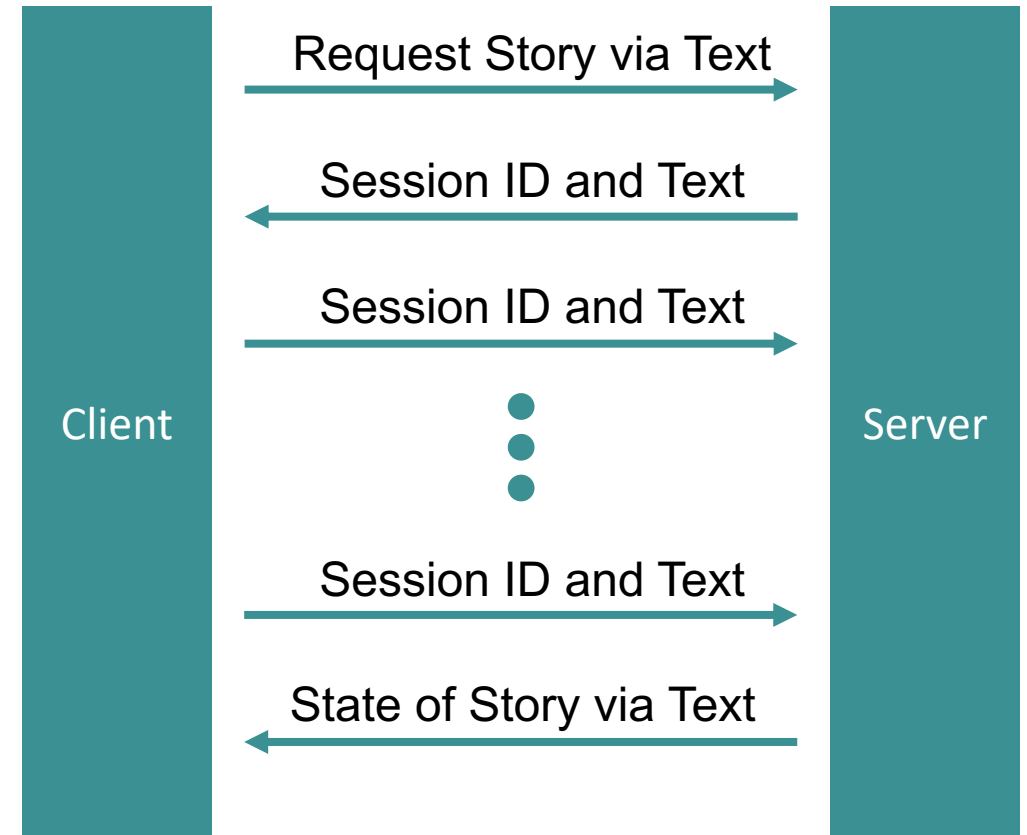 Request Story via Text
Session ID and Text
Session ID and Text
Client
Server
Session ID and Text
State of Story via Text